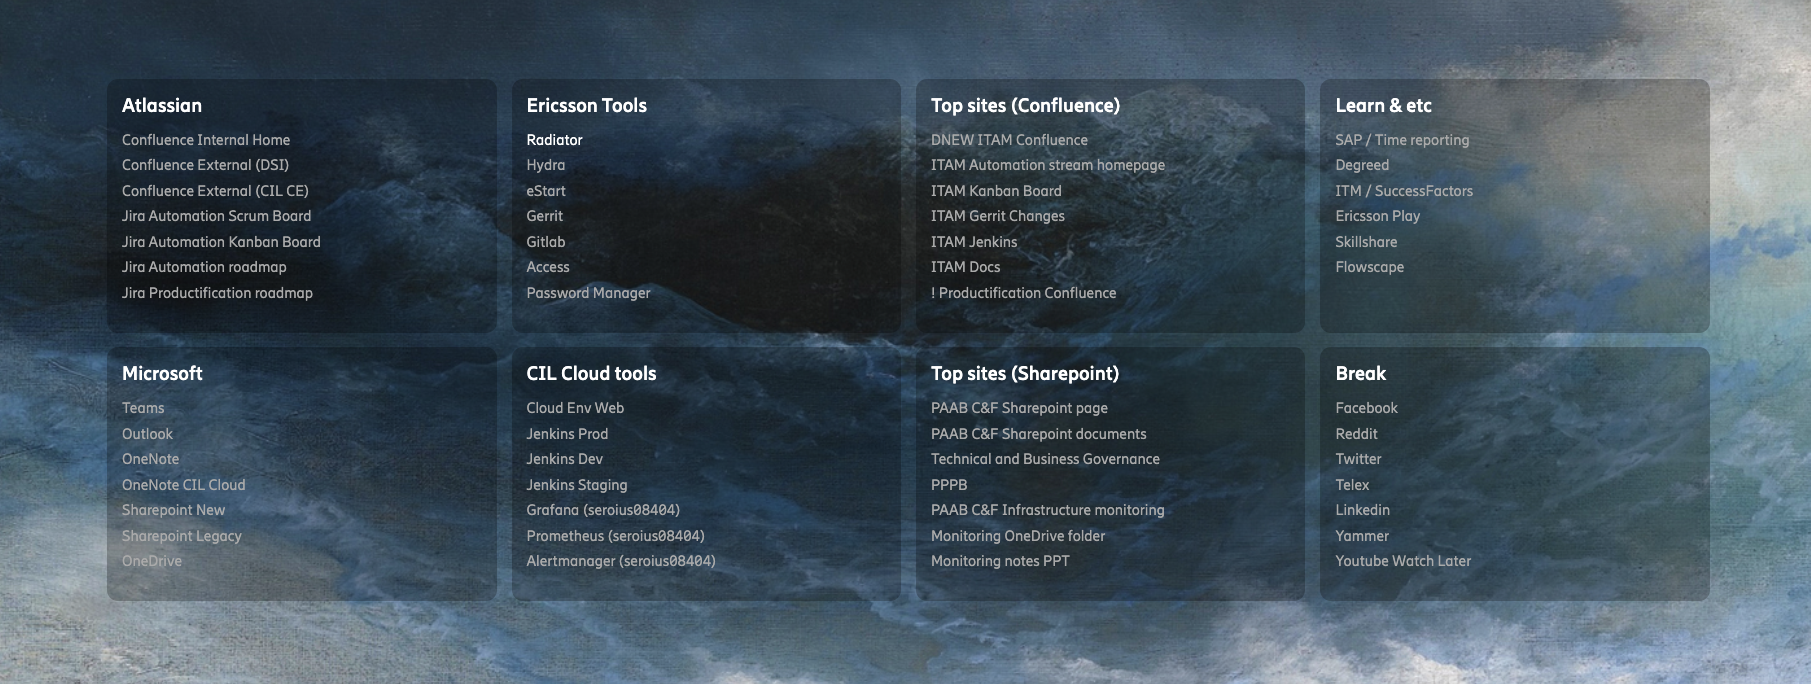 Atlassian
Confluence Internal Home
Confluence External (DSI)
Confluence External (CIL CE)
Jira Automation Scrum Board
Jira Automation Kanban Board
Jira Automation roadmap
Jira Productification roadmap
Ericsson Tools
Radiator
Hydra
eStart
Gerrit
Gitlab
Access
Password Manager
Top sites (Confluence)
DNEW ITAM Confluence
ITAM Automation stream homepage
ITAM Kanban Board
ITAM Gerrit Changes
ITAM Jenkins
ITAM Docs
! Productification Confluence
Learn & etc
SAP / Time reporting
Degreed
ITM / SuccessFactors
Ericsson Play
Skillshare
Flowscape
Microsoft
Teams
Outlook
OneNote
OneNote CIL Cloud
Sharepoint New
Sharepoint Legacy
OneDrive
CIL Cloud tools
Cloud Env Web
Jenkins Prod
Jenkins Dev
Jenkins Staging
Grafana (seroius08404)
Prometheus (seroius08404)
Alertmanager (seroius08404)
Top sites (Sharepoint)
PAAB C&F Sharepoint page
PAAB C&F Sharepoint documents
Technical and Business Governance
PPPB
PAAB C&F Infrastructure monitoring
Monitoring OneDrive folder
Monitoring notes PPT
Break
Facebook
Reddit
Twitter
Telex
Linkedin
Yammer
Youtube Watch Later